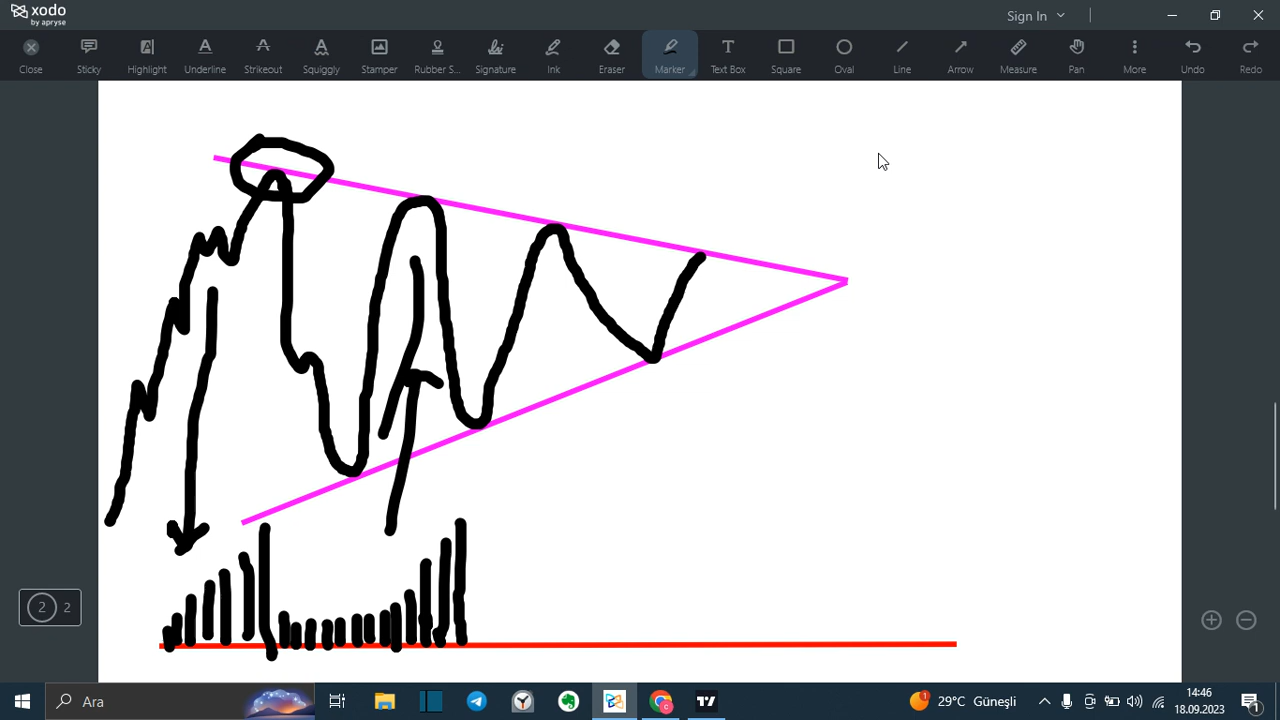 xodo
by apryse
Sign In
Close
Sticky
Highlight
Underline
Strikeout
Squiggly
Stamper
Rubber S...
Signature
Ink
Eraser
Marker
Text Box
Square
Oval
Line
Arrow
Measure
Pan
More
Undo
Redo
2 2
Ara
1
29°C Güneşli
14:46
18.09.2023
1